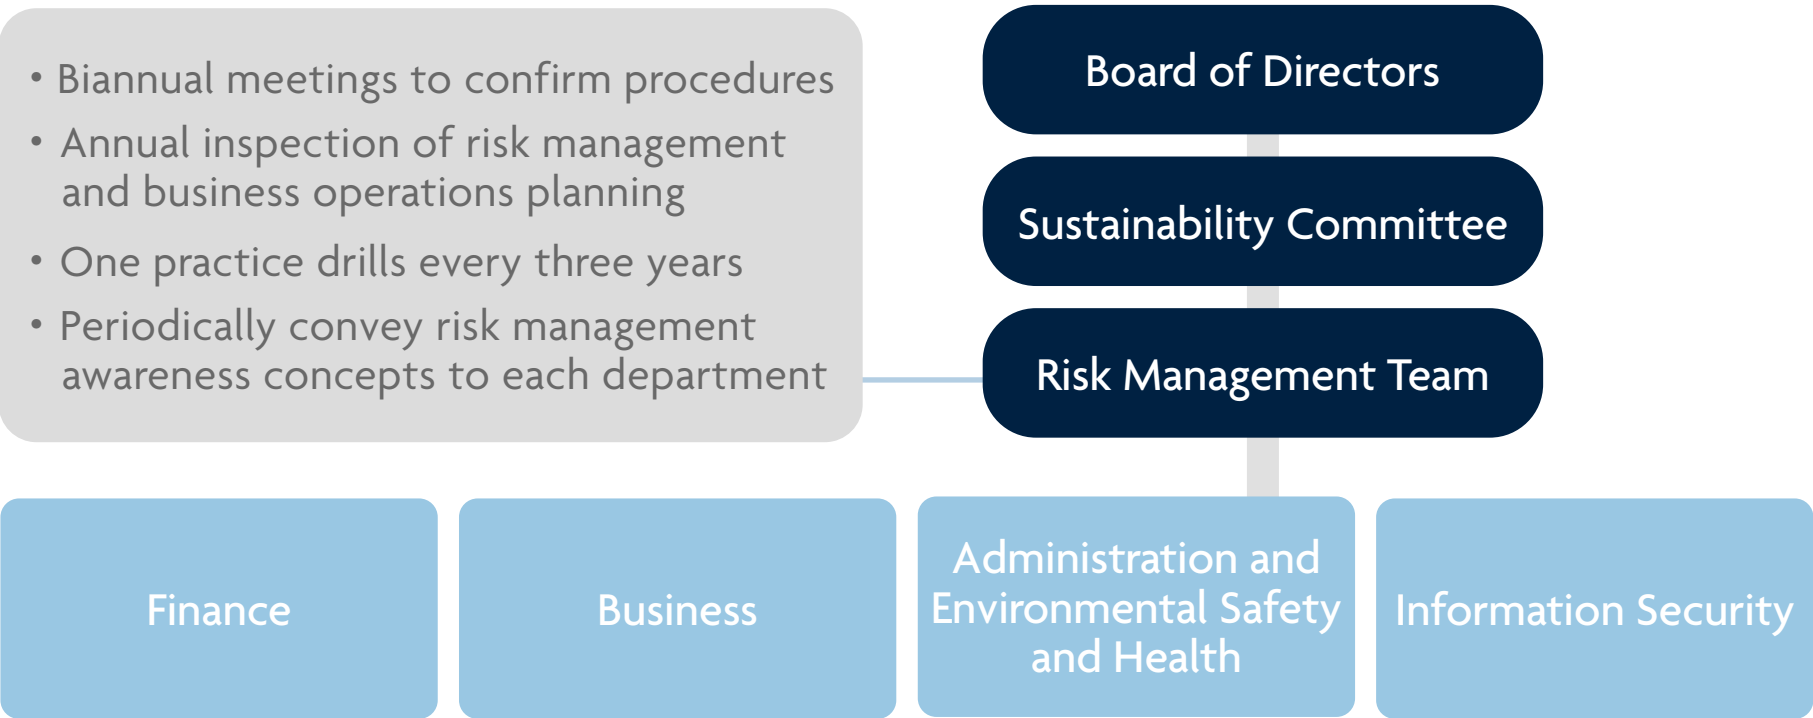 • Biannual meetings to confirm procedures
• Annual inspection of risk management
and business operations planning
• One practice drills every three years
• Periodically convey risk management
awareness concepts to each department
Board of Directors
Sustainability Committee
Risk Management Team
Finance
Business
Administration and
Environmental Safety
and Health
Information Security